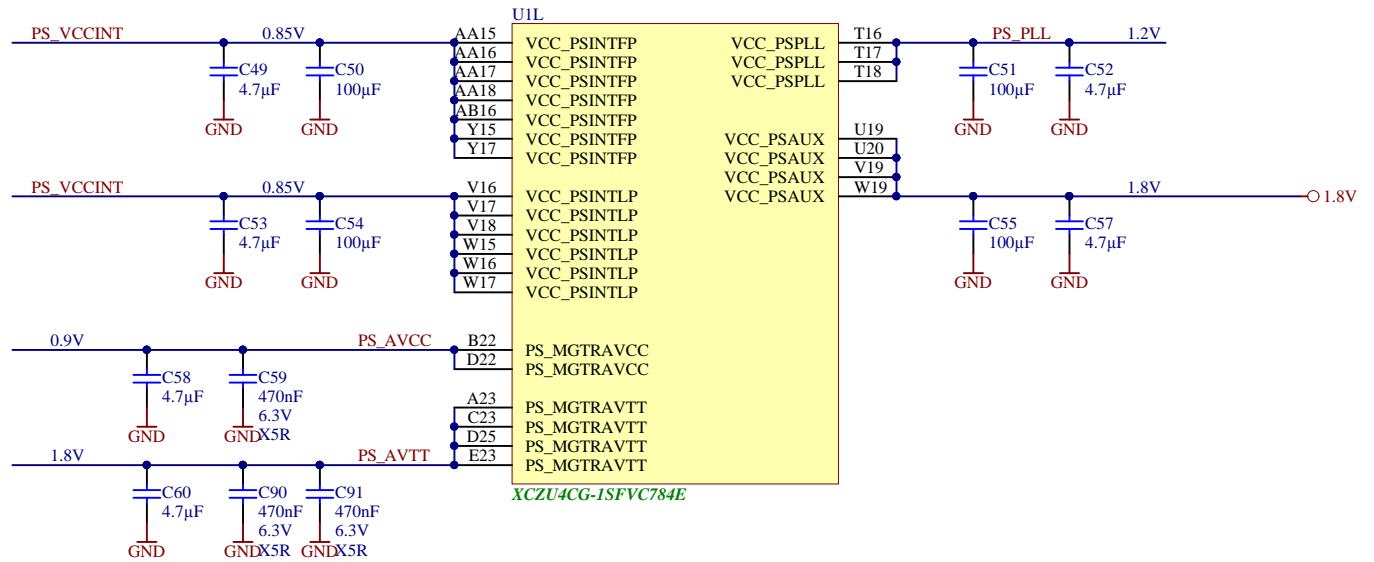 U1L
PS_VCCINT
0.85V
C49
4.7µF
GND
C50
100µF
GND
AA15
AA16
AA17
AA18
AB16
Y15
Y17
VCC_PSINTFP
VCC_PSINTFP
VCC_PSINTFP
VCC_PSINTFP
VCC_PSINTFP
VCC_PSINTFP
VCC_PSINTFP
VCC_PSPLL
VCC_PSPLL
VCC_PSPLL
T16
T17
T18
PS_PLL
1.2V
C51
100µF
GND
C52
4.7µF
GND
VCC_PSAUX
VCC_PSAUX
VCC_PSAUX
VCC_PSAUX
U19
U20
V19
W19
1.8V
1.8V
C55
100µF
GND
C57
4.7µF
GND
PS_VCCINT
0.85V
C53
4.7µF
GND
C54
100µF
GND
V16
V17
V18
W15
W16
W17
VCC_PSINTLP
VCC_PSINTLP
VCC_PSINTLP
VCC_PSINTLP
VCC_PSINTLP
VCC_PSINTLP
0.9V
PS_AVCC
C58
4.7µF
GND
C59
470nF
6.3V
X5R
GND
B22
D22
PS_MGTRAVCC
PS_MGTRAVCC
A23
C23
D25
E23
PS_MGTRAVTT
PS_MGTRAVTT
PS_MGTRAVTT
PS_MGTRAVTT
1.8V
PS_AVTT
C60
4.7µF
GND
C90
470nF
6.3V
X5R
GND
C91
470nF
6.3V
X5R
GND
XCZU4CG-1SFVC784E